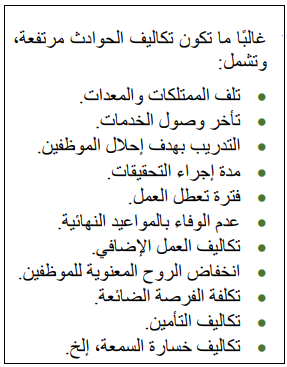 غالبًا ما تكون تكاليف الحوادث مرتفعة،
وتشمل:
● تلف الممتلكات والمعدات.
● تأخر وصول الخدمات.
● التدريب بهدف إحلال الموظفين.
● مدة إجراء التحقيقات.
● فترة تعطل العمل.
● عدم الوفاء بالمواعيد النهائية.
● تكاليف العمل الإضافي.
● انخفاض الروح المعنوية للموظفين.
● تكلفة الفرصة الضائعة.
● تكاليف التأمين.
● تكاليف خسارة السمعة، إلخ.